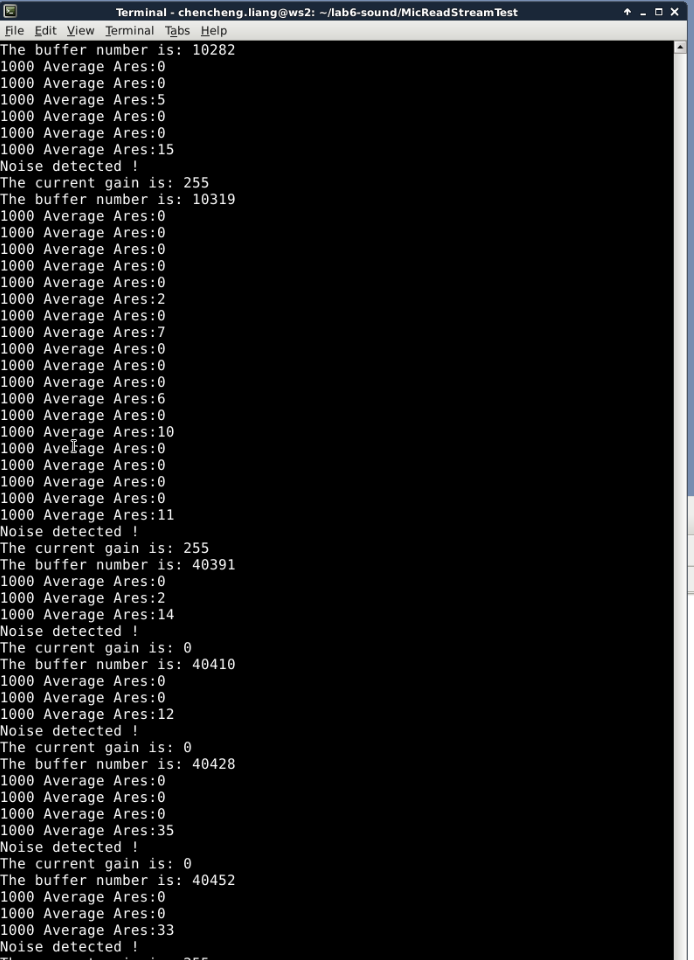 Terminal - chencheng.liang@ws2: ~/lab6-sound/MicReadStreamTest
File Edit View Terminal Tabs Help
The buffer number is: 10282
1000 Average Ares:0
1000 Average Ares:0
1000 Average Ares:5
1000 Average Ares:0
1000 Average Ares:0
1000 Average Ares:15
Noise detected !
The current gain is: 255
The buffer number is: 10319
1000 Average Ares:0
1000 Average Ares:0
1000 Average Ares:0
1000 Average Ares:0
1000 Average Ares:0
1000 Average Ares:2
1000 Average Ares:0
1000 Average Ares:7
1000 Average Ares:0
1000 Average Ares:0
1000 Average Ares:0
1000 Average Ares:6
1000 Average Ares:0
1000 Average Ares:10
1000 Average Ares:0
1000 Average Ares:0
1000 Average Ares:0
1000 Average Ares:0
1000 Average Ares:11
Noise detected !
The current gain is: 255
The buffer number is: 40391
1000 Average Ares:0
1000 Average Ares:2
1000 Average Ares:14
Noise detected !
The current gain is: 0
The buffer number is: 40410
1000 Average Ares:0
1000 Average Ares:0
1000 Average Ares:12
Noise detected !
The current gain is: 0
The buffer number is: 40428
1000 Average Ares:0
1000 Average Ares:0
1000 Average Ares:0
1000 Average Ares:35
Noise detected !
The current gain is: 0
The buffer number is: 40452
1000 Average Ares:0
1000 Average Ares:0
1000 Average Ares:33
Noise detected !